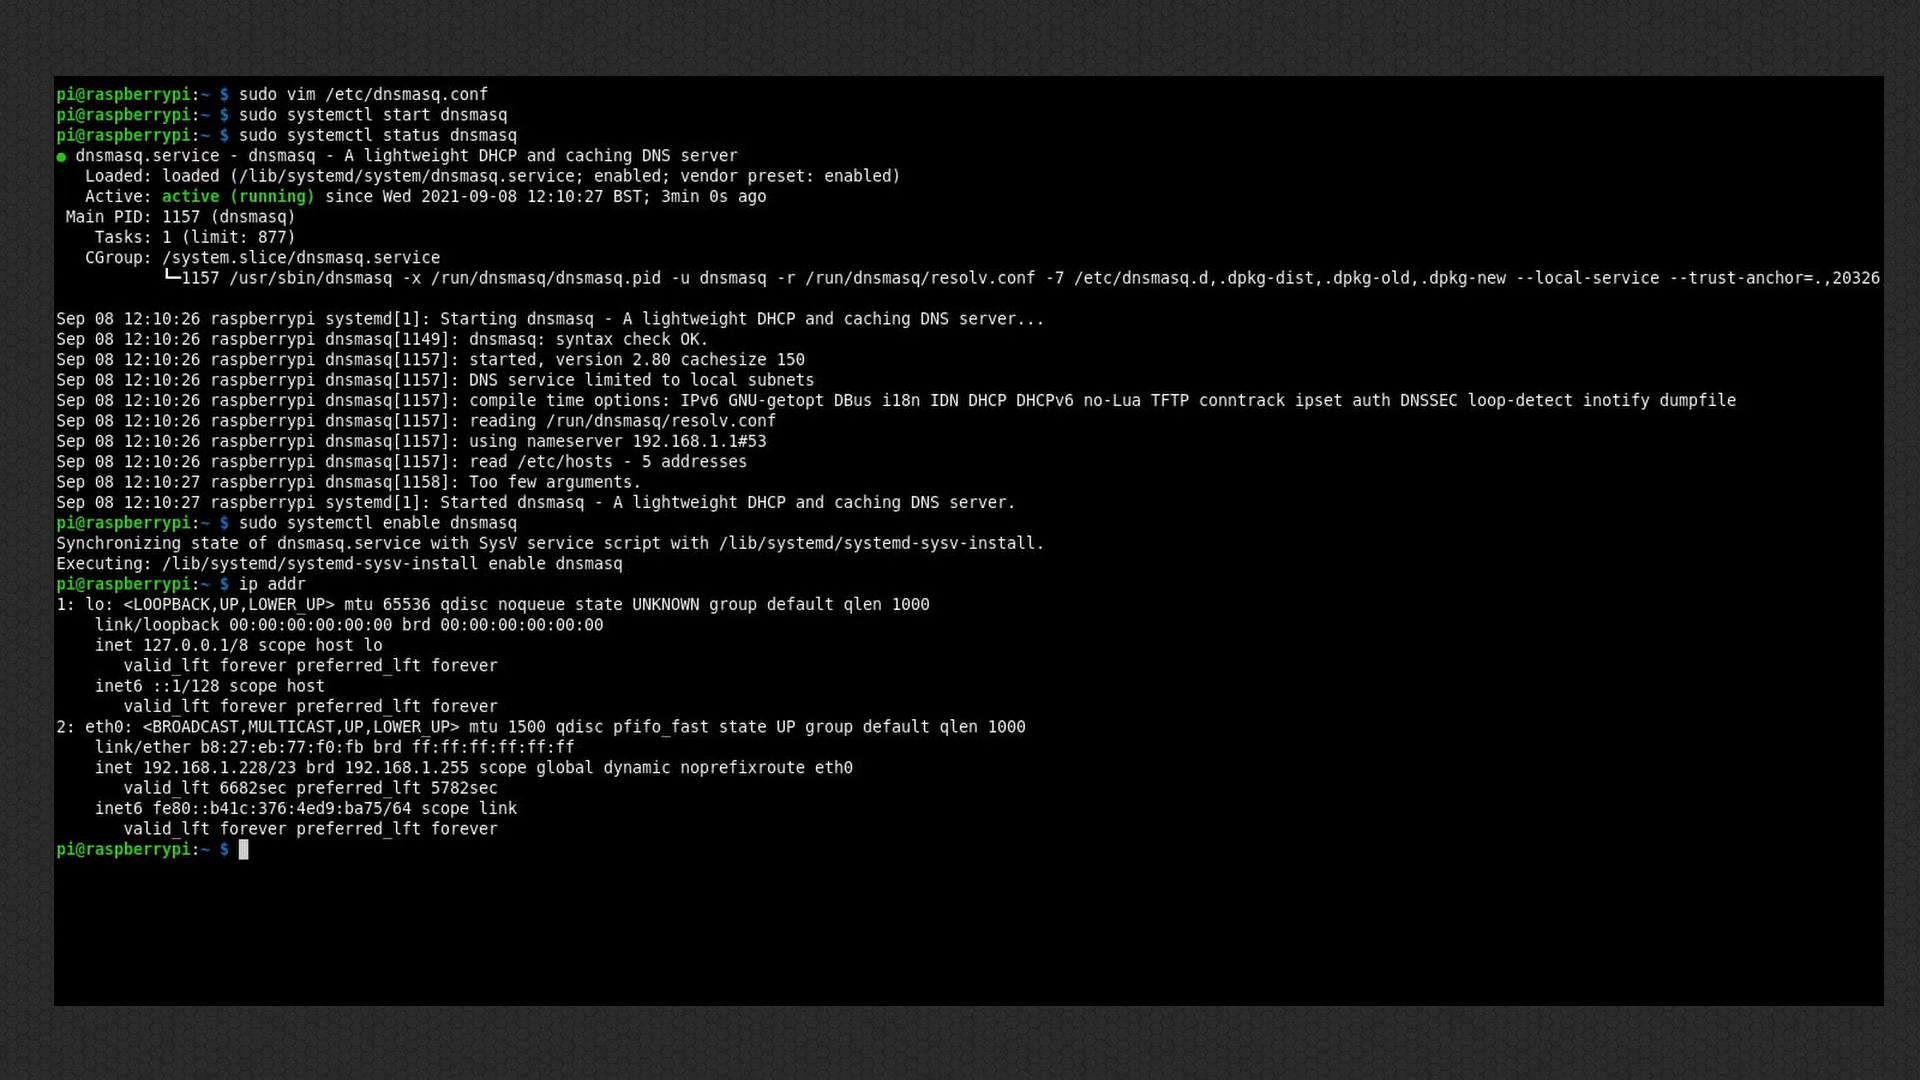 pi@raspberrypi:~ $ sudo vim /etc/dnsmasq.conf
pi@raspberrypi:~ $ sudo systemctl start dnsmasq
pi@raspberrypi:~ $ sudo systemctl status dnsmasq
● dnsmasq.service - dnsmasq - A lightweight DHCP and caching DNS server
   Loaded: loaded (/lib/systemd/system/dnsmasq.service; enabled; vendor preset: enabled)
   Active: active (running) since Wed 2021-09-08 12:10:27 BST; 3min 0s ago
 Main PID: 1157 (dnsmasq)
    Tasks: 1 (limit: 877)
   CGroup: /system.slice/dnsmasq.service
           └─1157 /usr/sbin/dnsmasq -x /run/dnsmasq/dnsmasq.pid -u dnsmasq -r /run/dnsmasq/resolv.conf -7 /etc/dnsmasq.d,.dpkg-dist,.dpkg-old,.dpkg-new --local-service --trust-anchor=.,20326
Sep 08 12:10:26 raspberrypi systemd[1]: Starting dnsmasq - A lightweight DHCP and caching DNS server...
Sep 08 12:10:26 raspberrypi dnsmasq[1149]: dnsmasq: syntax check OK.
Sep 08 12:10:26 raspberrypi dnsmasq[1157]: started, version 2.80 cachesize 150
Sep 08 12:10:26 raspberrypi dnsmasq[1157]: DNS service limited to local subnets
Sep 08 12:10:26 raspberrypi dnsmasq[1157]: compile time options: IPv6 GNU-getopt DBus i18n IDN DHCP DHCPv6 no-Lua TFTP conntrack ipset auth DNSSEC loop-detect inotify dumpfile
Sep 08 12:10:26 raspberrypi dnsmasq[1157]: reading /run/dnsmasq/resolv.conf
Sep 08 12:10:26 raspberrypi dnsmasq[1157]: using nameserver 192.168.1.1#53
Sep 08 12:10:26 raspberrypi dnsmasq[1157]: read /etc/hosts - 5 addresses
Sep 08 12:10:27 raspberrypi dnsmasq[1158]: Too few arguments.
Sep 08 12:10:27 raspberrypi systemd[1]: Started dnsmasq - A lightweight DHCP and caching DNS server.
pi@raspberrypi:~ $ sudo systemctl enable dnsmasq
Synchronizing state of dnsmasq.service with SysV service script with /lib/systemd/systemd-sysv-install.
Executing: /lib/systemd/systemd-sysv-install enable dnsmasq
pi@raspberrypi:~ $ ip addr
1: lo: <LOOPBACK,UP,LOWER_UP> mtu 65536 qdisc noqueue state UNKNOWN group default qlen 1000
    link/loopback 00:00:00:00:00:00 brd 00:00:00:00:00:00
    inet 127.0.0.1/8 scope host lo
       valid_lft forever preferred_lft forever
    inet6 ::1/128 scope host
       valid_lft forever preferred_lft forever
2: eth0: <BROADCAST,MULTICAST,UP,LOWER_UP> mtu 1500 qdisc pfifo_fast state UP group default qlen 1000
    link/ether b8:27:eb:77:f0:fb brd ff:ff:ff:ff:ff:ff
    inet 192.168.1.228/23 brd 192.168.1.255 scope global dynamic noprefixroute eth0
       valid_lft 6682sec preferred_lft 5782sec
    inet6 fe80::b41c:376:4ed9:ba75/64 scope link
       valid_lft forever preferred_lft forever
pi@raspberrypi:~ $